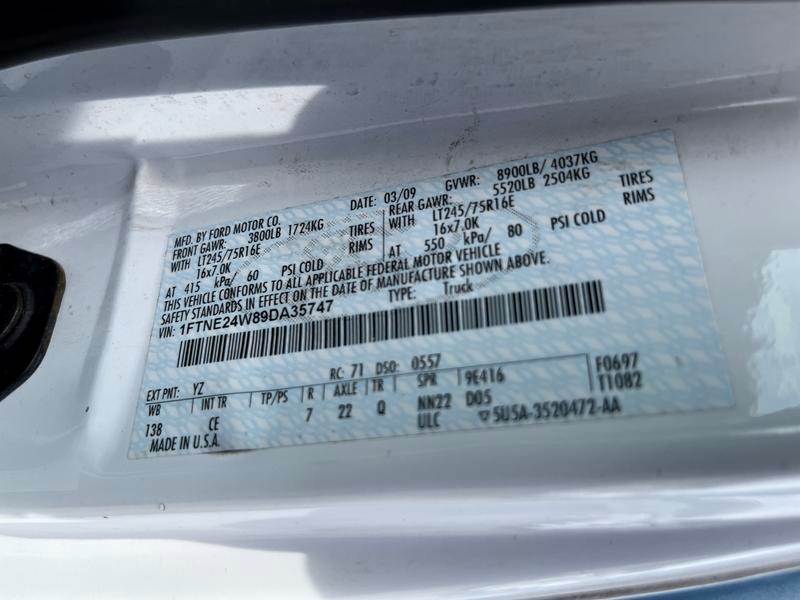 MFD. BY FORD MOTOR CO.
DATE: 03/09 GVWR: 8900LB/ 4037KG
FRONT GAWR: 3800LB 1724KG REAR GAWR: 5520LB 2504KG
WITH LT245/75R16E TIRES WITH LT245/75R16E TIRES
16x7.0K RIMS 16x7.0K RIMS
AT 415 kPa/ 60 PSI COLD AT 550 kPa/ 80 PSI COLD
THIS VEHICLE CONFORMS TO ALL APPLICABLE FEDERAL MOTOR VEHICLE
SAFETY STANDARDS IN EFFECT ON THE DATE OF MANUFACTURE SHOWN ABOVE.
VIN: 1FTNE24W89DA35747 TYPE: Truck
EXT PNT: YZ RC: 71 DSO: 0557 F0697
WB INT TR TP/PS R AXLE TR SPR 9E416 T1082
138 CE 7 22 Q NN22 D05
MADE IN U.S.A. ULC ▽5U5A-3520472-AA